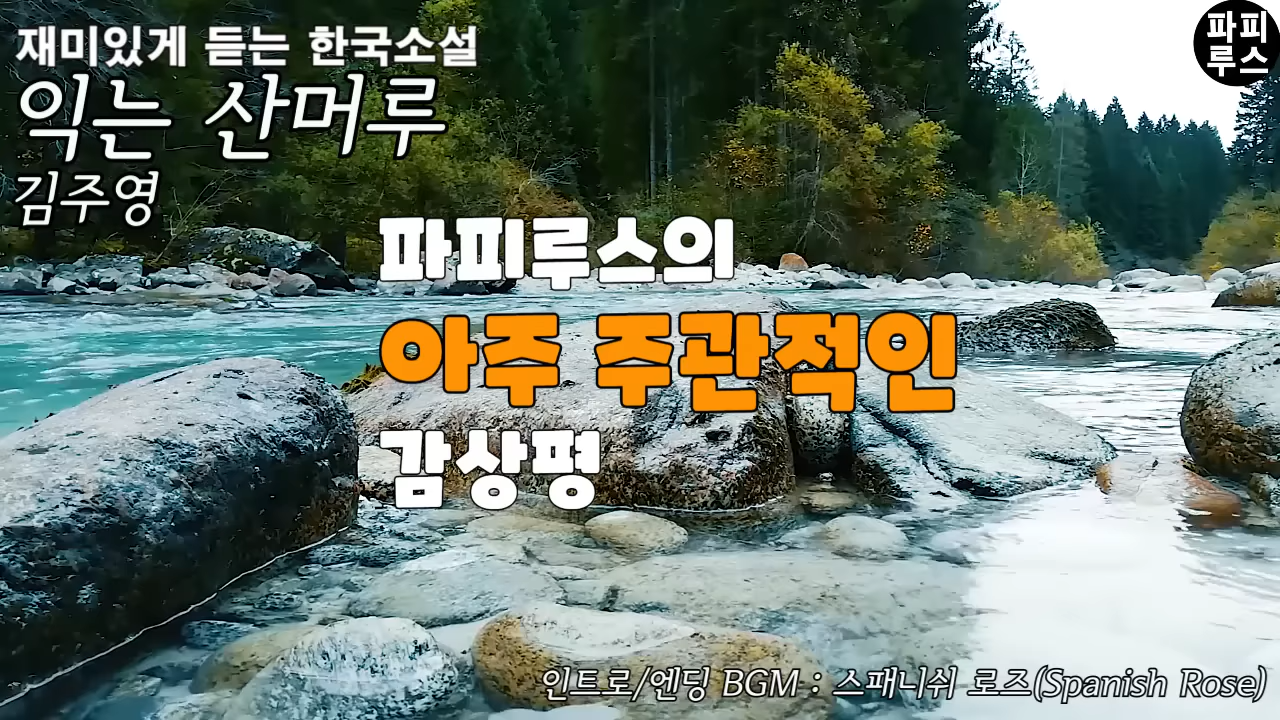 재미있게 듣는 한국소설
익는 산머루
김주영
파피
루스
파피루스의
아주 주관적인
감상평
인트로/엔딩 BGM : 스패니쉬 로즈(Spanish Rose)